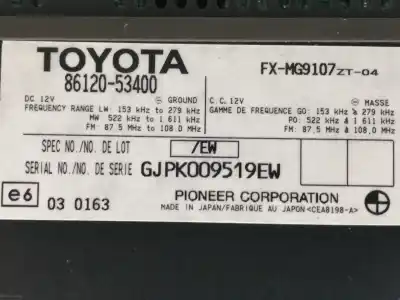 TOYOTA
86120-53400
FX-MG9107ZT-04
DC 12V ⊖ GROUND
FREQUENCY RANGE LW: 153 kHz to 279 kHz
MW 522 kHz to 1 611 kHz
FM: 87.5 MHz to 108.0 MHz
C.C. 12V ⊖ MASSE
GAMME DE FREQUENCE GO: 153 kHz à 279 kHz
PO: 522 kHz à 1 611 kHz
FM: 87,5 MHz à 108,0 MHz
SPEC NO./NO. DE LOT /EW
SERIAL NO./NO. DE SERIE GJPK009519EW
e6 03 0163
PIONEER CORPORATION
MADE IN JAPAN/FABRIQUE AU JAPON <CEA8198-A>